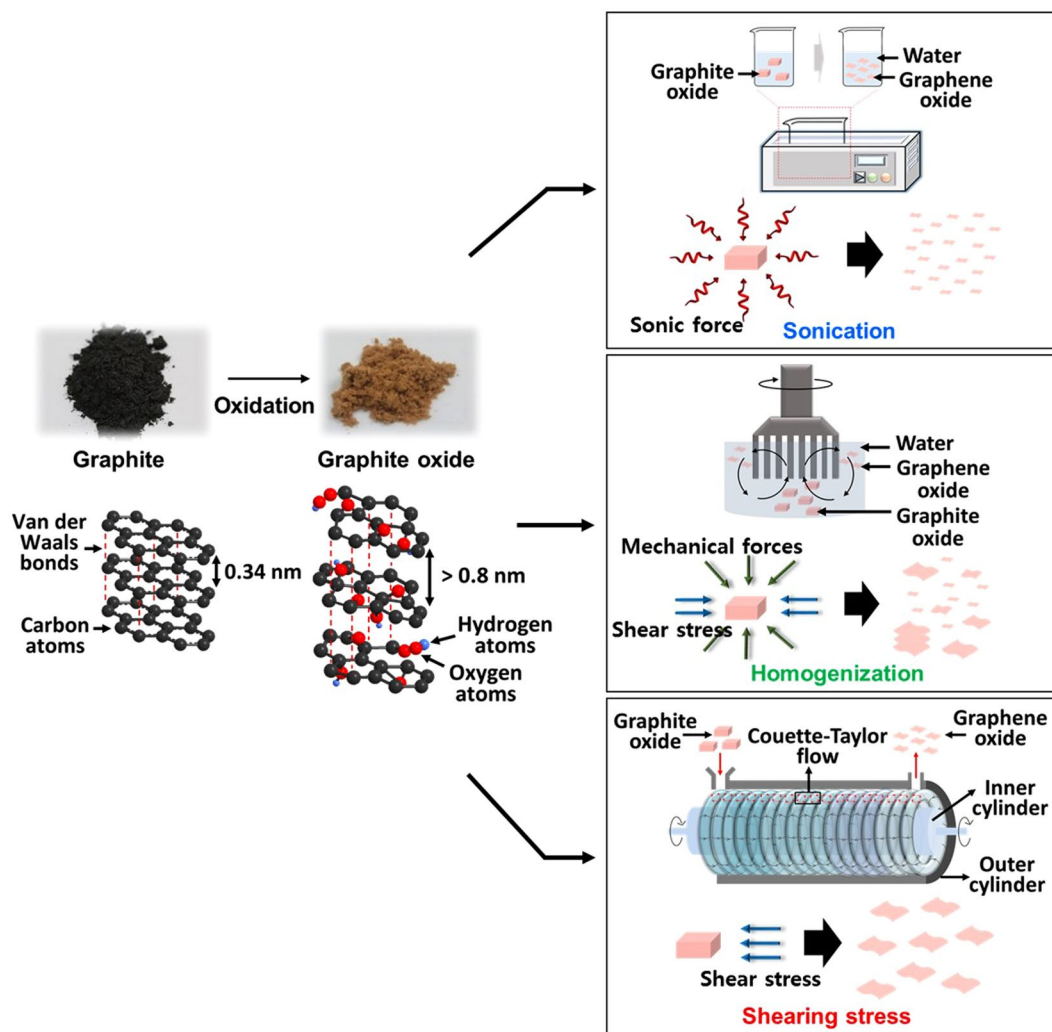 Graphite
oxide
Water
Graphene
oxide
Sonic force
Sonication
Oxidation
Graphite
Graphite oxide
Van der
Waals
bonds
0.34 nm
Carbon
atoms
> 0.8 nm
Hydrogen
atoms
Oxygen
atoms
Water
Graphene
oxide
Graphite
oxide
Mechanical forces
Shear stress
Homogenization
Graphite
oxide
Couette-Taylor
flow
Graphene
oxide
Inner
cylinder
Outer
cylinder
Shear stress
Shearing stress